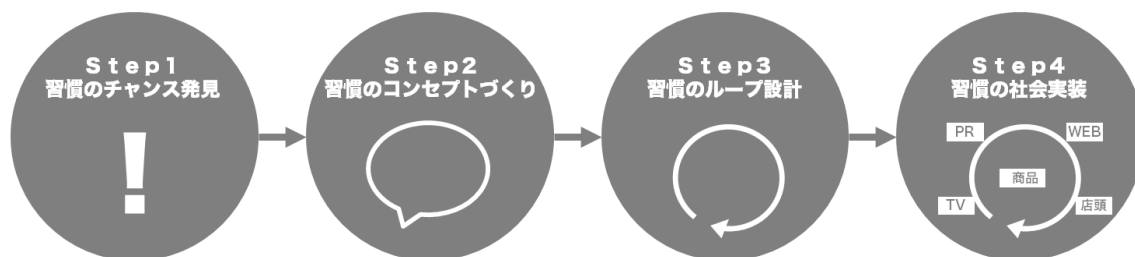 Step1
習慣のチャンス発見
Step2
習慣のコンセプトづくり
Step3
習慣のループ設計
Step4
習慣の社会実装
PR
WEB
商品
TV
店頭